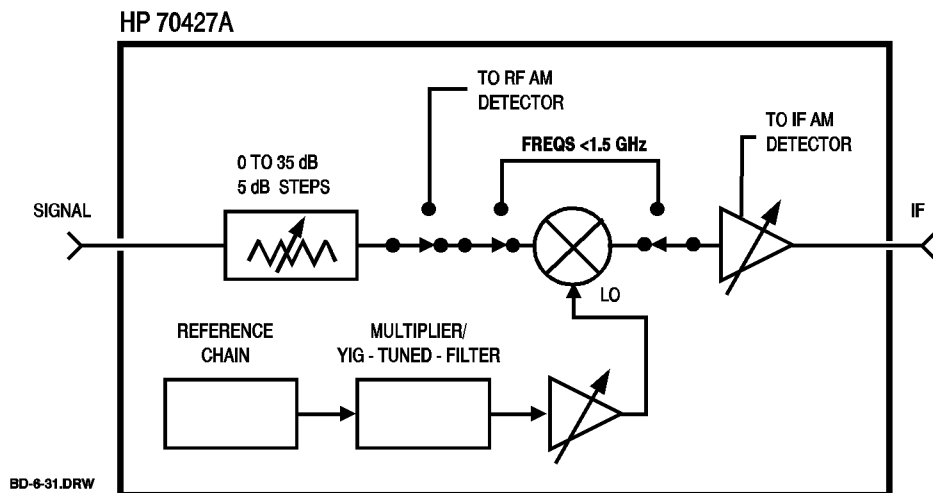 HP 70427A
TO RF AM
DETECTOR
TO IF AM
DETECTOR
FREQS <1.5 GHz
0 TO 35 dB
5 dB STEPS
SIGNAL
IF
LO
REFERENCE
CHAIN
MULTIPLIER/
YIG - TUNED - FILTER
BD-6-31.DRW